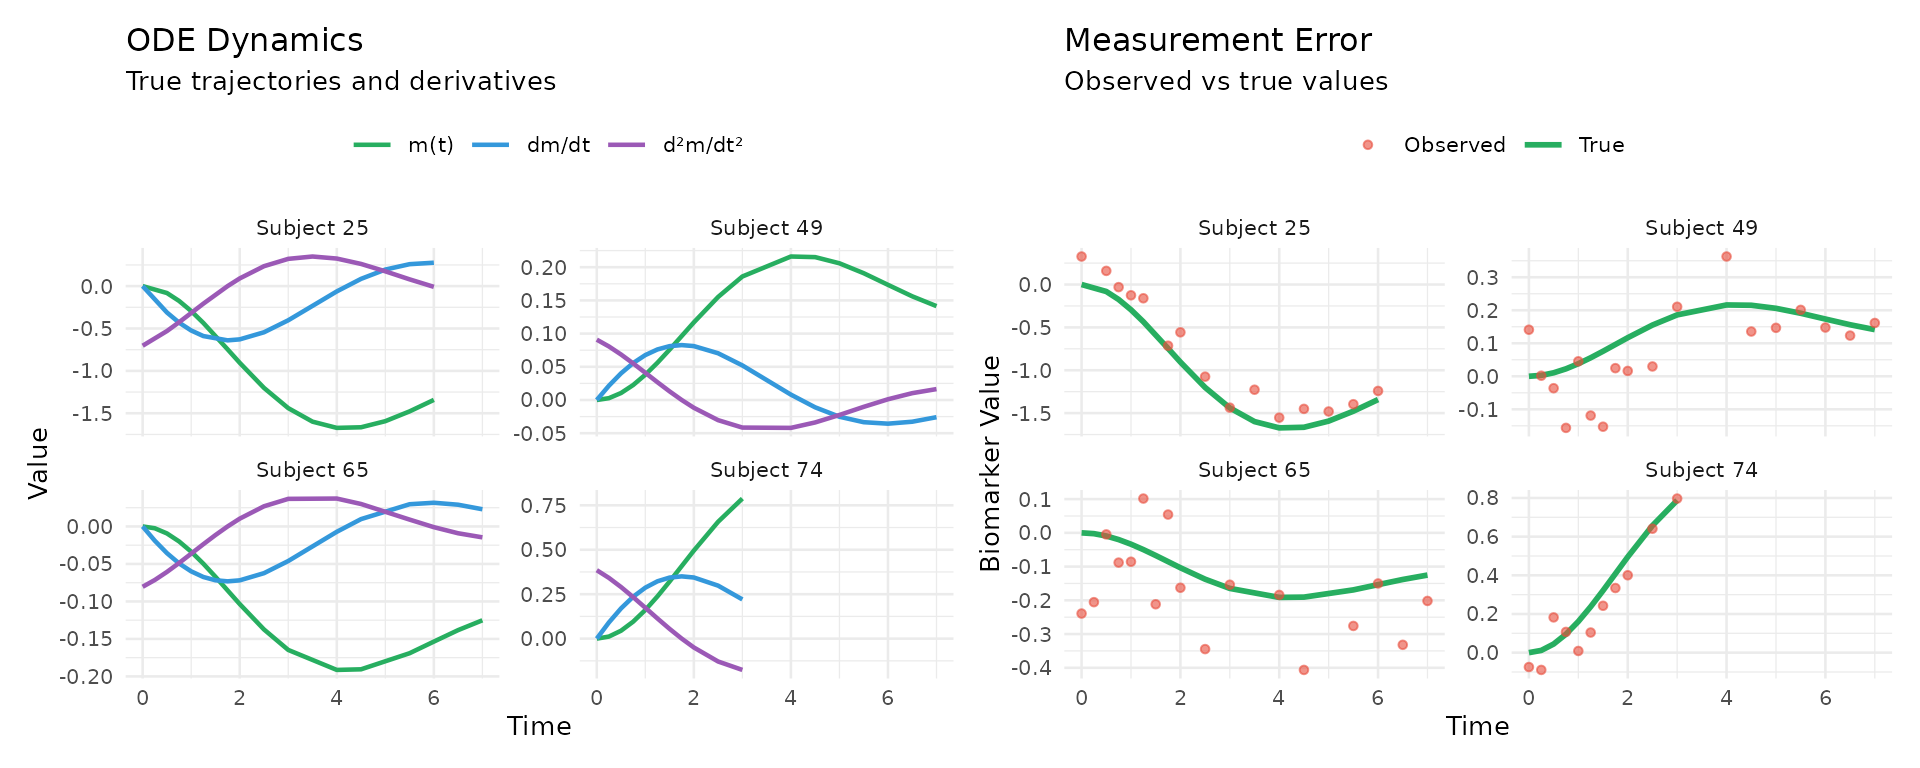 ODE Dynamics
True trajectories and derivatives
m(t) dm/dt d²m/dt²
Value
Subject 25
0.0
-0.5
-1.0
-1.5
Subject 49
0.20
0.15
0.10
0.05
0.00
-0.05
Subject 65
0.00
-0.05
-0.10
-0.15
-0.20
0 2 4 6
Subject 74
0.75
0.50
0.25
0.00
0 2 4 6
Time
Measurement Error
Observed vs true values
Observed True
Biomarker Value
Subject 25
0.0
-0.5
-1.0
-1.5
Subject 49
0.3
0.2
0.1
0.0
-0.1
Subject 65
0.1
0.0
-0.1
-0.2
-0.3
-0.4
0 2 4 6
Subject 74
0.8
0.6
0.4
0.2
0.0
0 2 4 6
Time